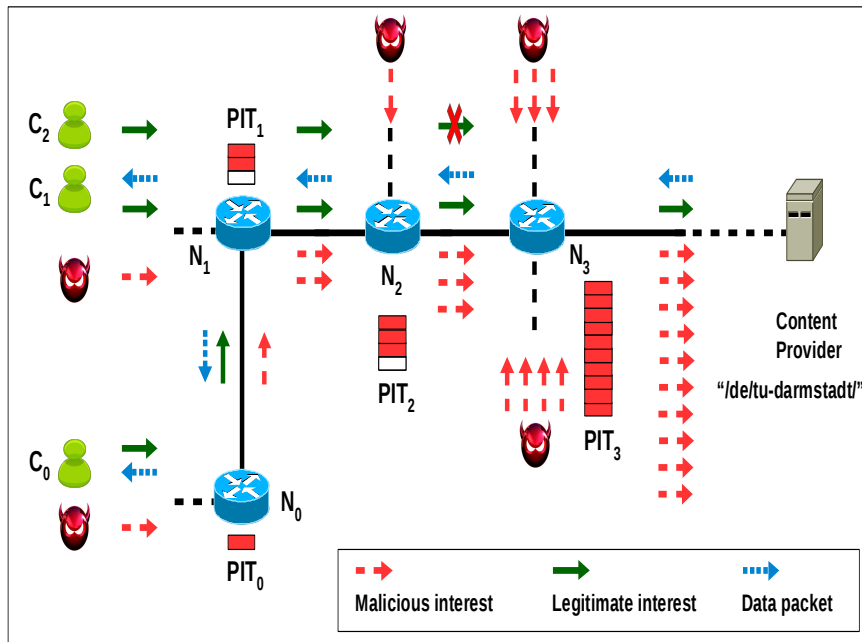 C2
PIT1
C1
N1
N2
N3
PIT2
PIT3
Content
Provider
“/de/tu-darmstadt/”
C0
N0
PIT0
Malicious interest
Legitimate interest
Data packet